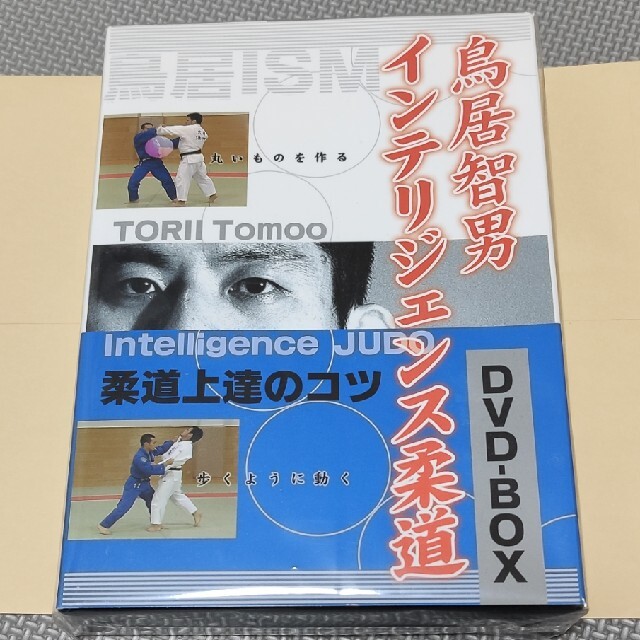 鳥居ISM
鳥居智男
インテリジェンス柔道
丸いものを作る
TORII Tomoo
Intelligence JUDO
柔道上達のコツ
歩くように動く
DVD-BOX